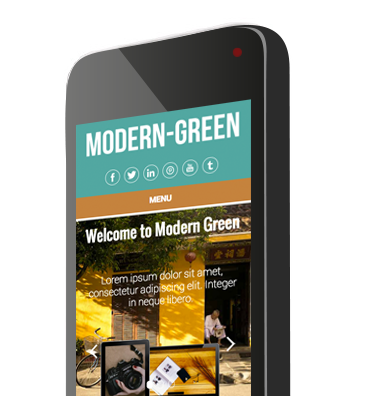 MODERN-GREEN
MENU
Welcome to Modern Green
Lorem ipsum dolor sit amet,
consectetur adipiscing elit. Integer
in neque libero.